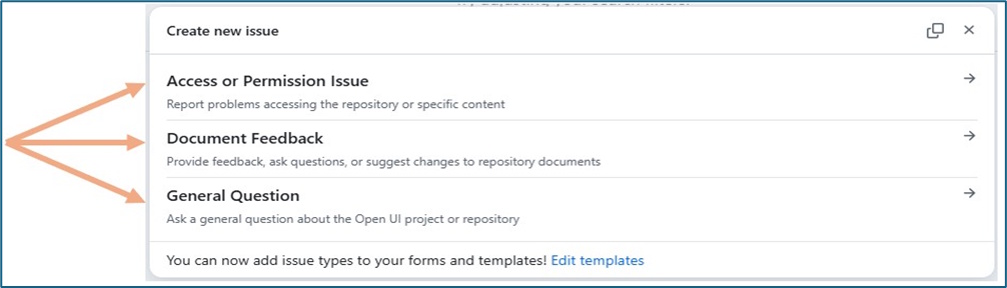 Create new issue
Access or Permission Issue
Report problems accessing the repository or specific content
Document Feedback
Provide feedback, ask questions, or suggest changes to repository documents
General Question
Ask a general question about the Open UI project or repository
You can now add issue types to your forms and templates! Edit templates